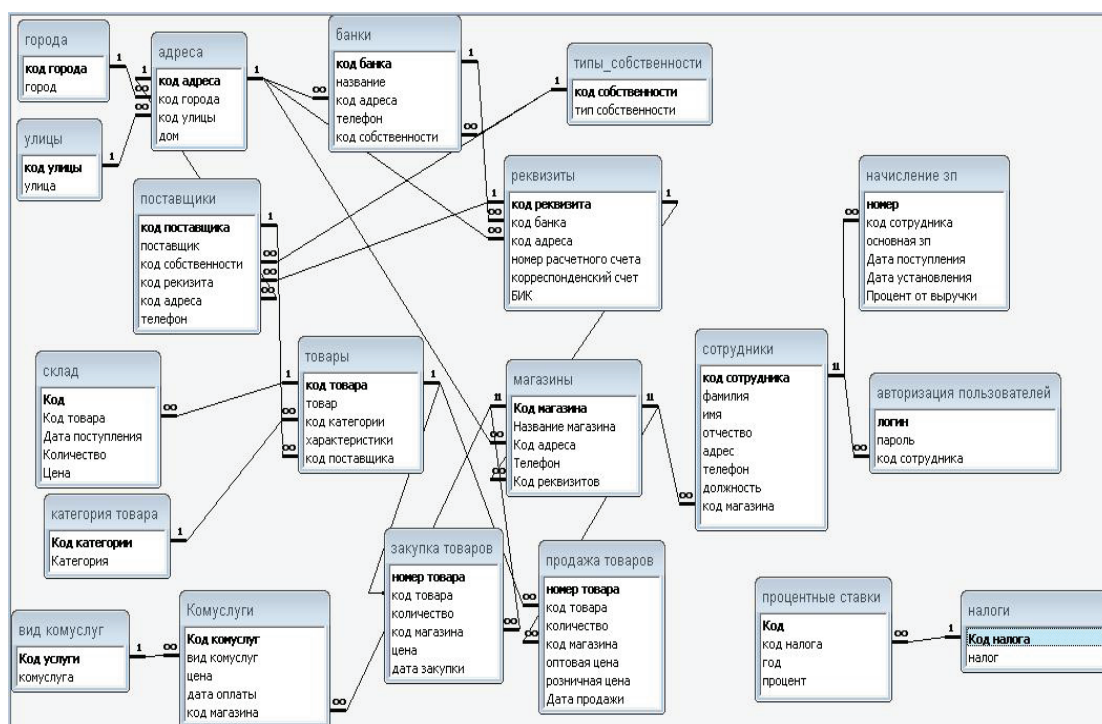 города
код города
город
адреса
код адреса
код города
код улицы
дом
банки
код банка
название
код адреса
телефон
код собственности
типы_собственности
код собственности
тип собственности
улицы
код улицы
улица
поставщики
код поставщика
поставщик
код собственности
код рекизита
код адреса
телефон
реквизиты
код реквизита
код банка
код адреса
номер расчетного счета
корреспонденский счет
БИК
начисление зп
номер
код сотрудника
основная зп
Дата поступления
Дата установления
Процент от выручки
склад
Код
Код товара
Дата поступления
Количество
Цена
товары
код товара
товар
код категории
характеристики
код поставщика
магазины
Код магазина
Название магазина
Код адреса
Телефон
Код реквизитов
сотрудники
код сотрудника
фамилия
имя
отчество
адрес
телефон
должность
код магазина
авторизация пользователей
логин
пароль
код сотрудника
категория товара
Код категории
Категория
закупка товаров
номер товара
код товара
количество
код магазина
цена
дата закупки
продажа товаров
номер товара
код товара
количество
код магазина
оптовая цена
розничная цена
Дата продажи
вид комуслуг
Код услуги
комуслуга
Комуслуги
Код комуслуг
вид комуслуг
цена
дата оплаты
код магазина
процентные ставки
Код
код налога
год
процент
налоги
Код налога
налог